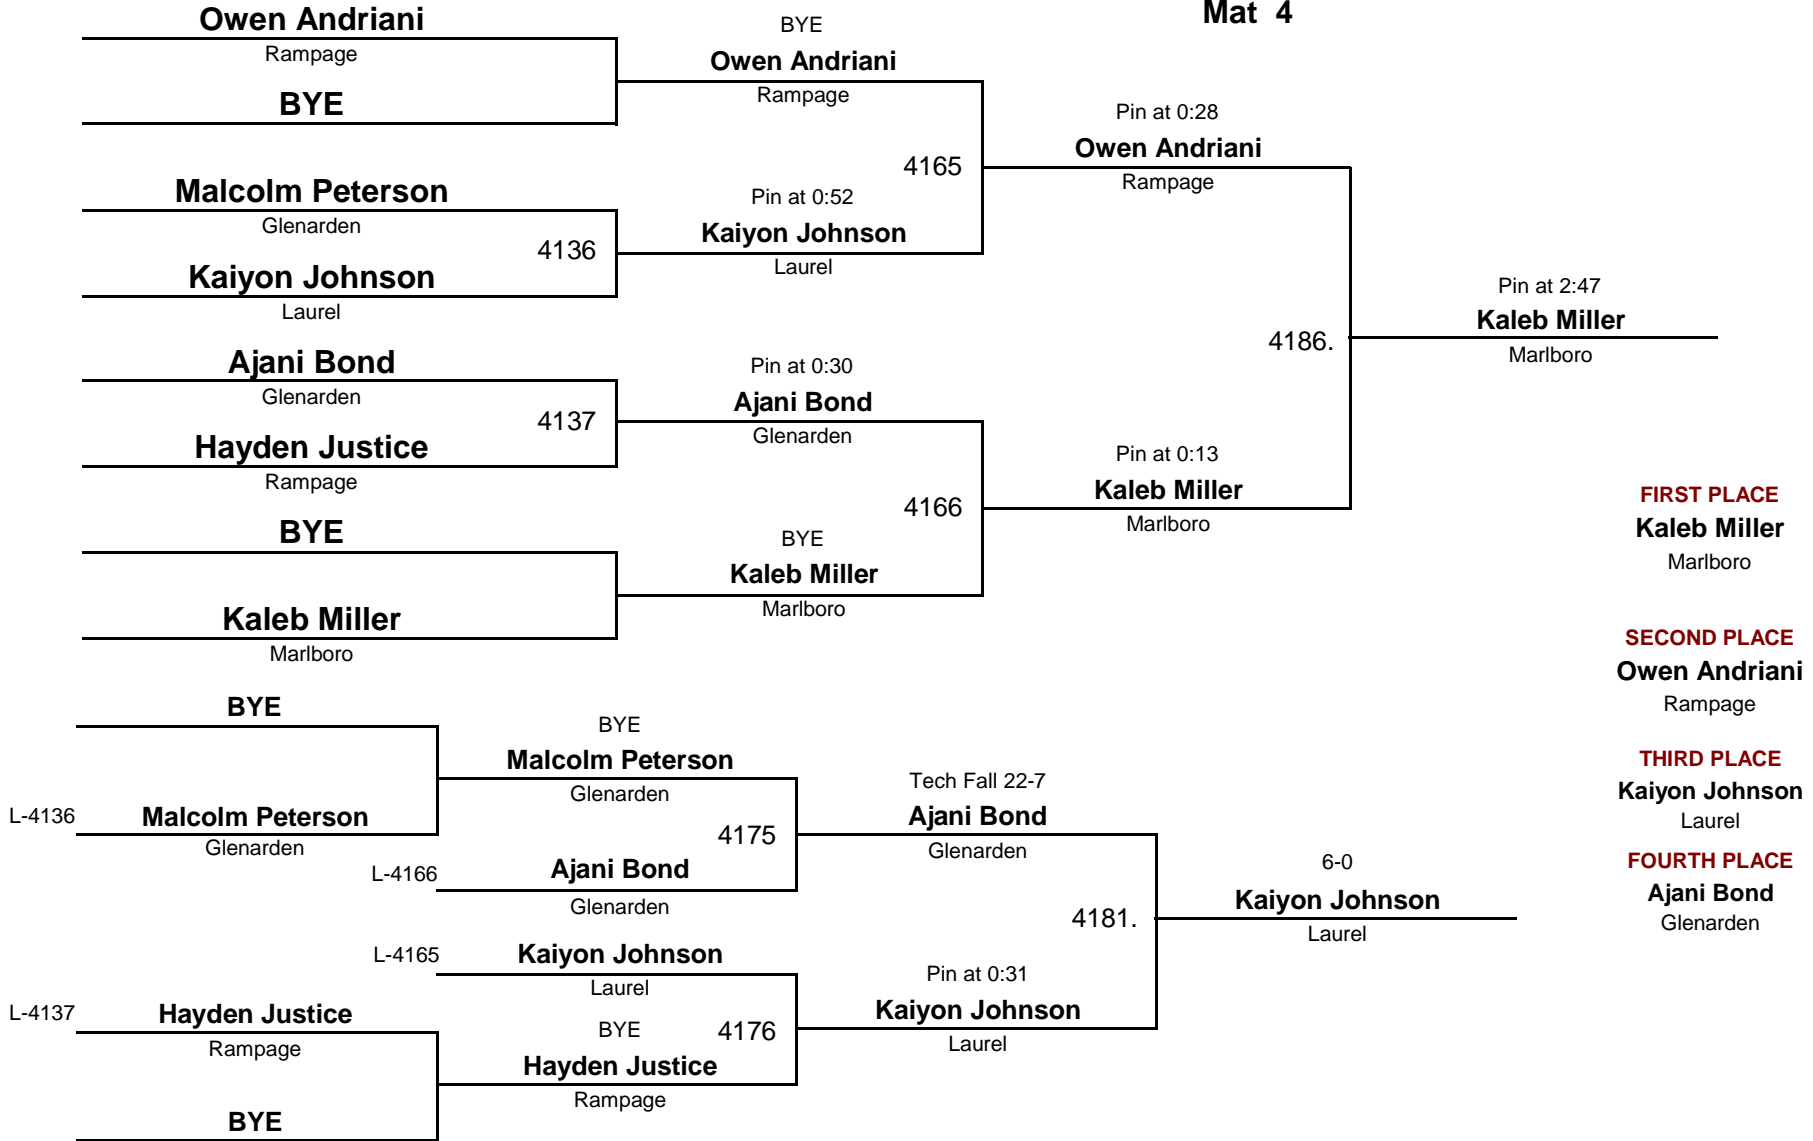 Mat 4
Owen Andriani
Rampage
BYE
Malcolm Peterson
Glenarden
4136
Kaiyon Johnson
Laurel
Ajani Bond
Glenarden
4137
Hayden Justice
Rampage
BYE
Kaleb Miller
Marlboro
BYE
Owen Andriani
Rampage
4165
Pin at 0:52
Kaiyon Johnson
Laurel
Pin at 0:30
Ajani Bond
Glenarden
4166
BYE
Kaleb Miller
Marlboro
Pin at 0:28
Owen Andriani
Rampage
4186.
Pin at 0:13
Kaleb Miller
Marlboro
Pin at 2:47
Kaleb Miller
Marlboro
FIRST PLACE
Kaleb Miller
Marlboro
SECOND PLACE
Owen Andriani
Rampage
THIRD PLACE
Kaiyon Johnson
Laurel
FOURTH PLACE
Ajani Bond
Glenarden
BYE
L-4136
Malcolm Peterson
Glenarden
L-4137
Hayden Justice
Rampage
BYE
BYE
Malcolm Peterson
Glenarden
4175
L-4166
Ajani Bond
Glenarden
L-4165
Kaiyon Johnson
Laurel
4176
BYE
Hayden Justice
Rampage
Tech Fall 22-7
Ajani Bond
Glenarden
4181.
Pin at 0:31
Kaiyon Johnson
Laurel
6-0
Kaiyon Johnson
Laurel